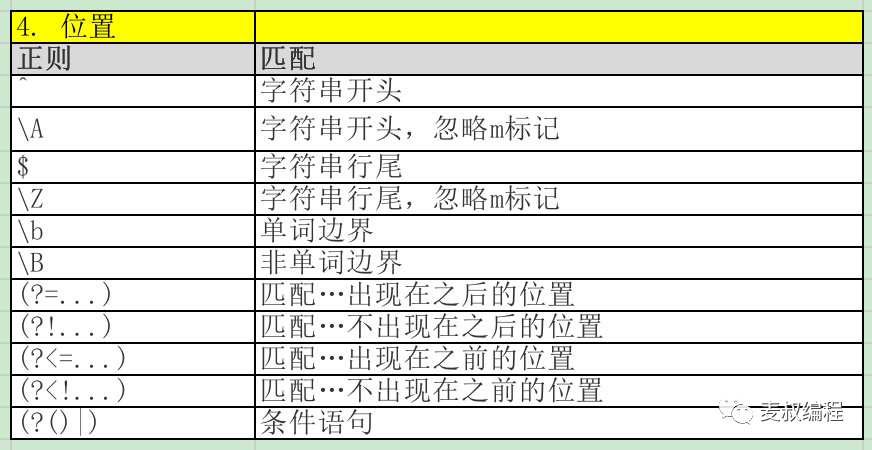 4. 位置
正则 匹配
^ 字符串开头
\A 字符串开头，忽略m标记
$ 字符串行尾
\Z 字符串行尾，忽略m标记
\b 单词边界
\B 非单词边界
(?=...) 匹配…出现在之后的位置
(?!...) 匹配…不出现在之后的位置
(?<=...) 匹配…出现在之前的位置
(?<!...) 匹配…不出现在之前的位置
(?()|) 条件语句
麦叔编程